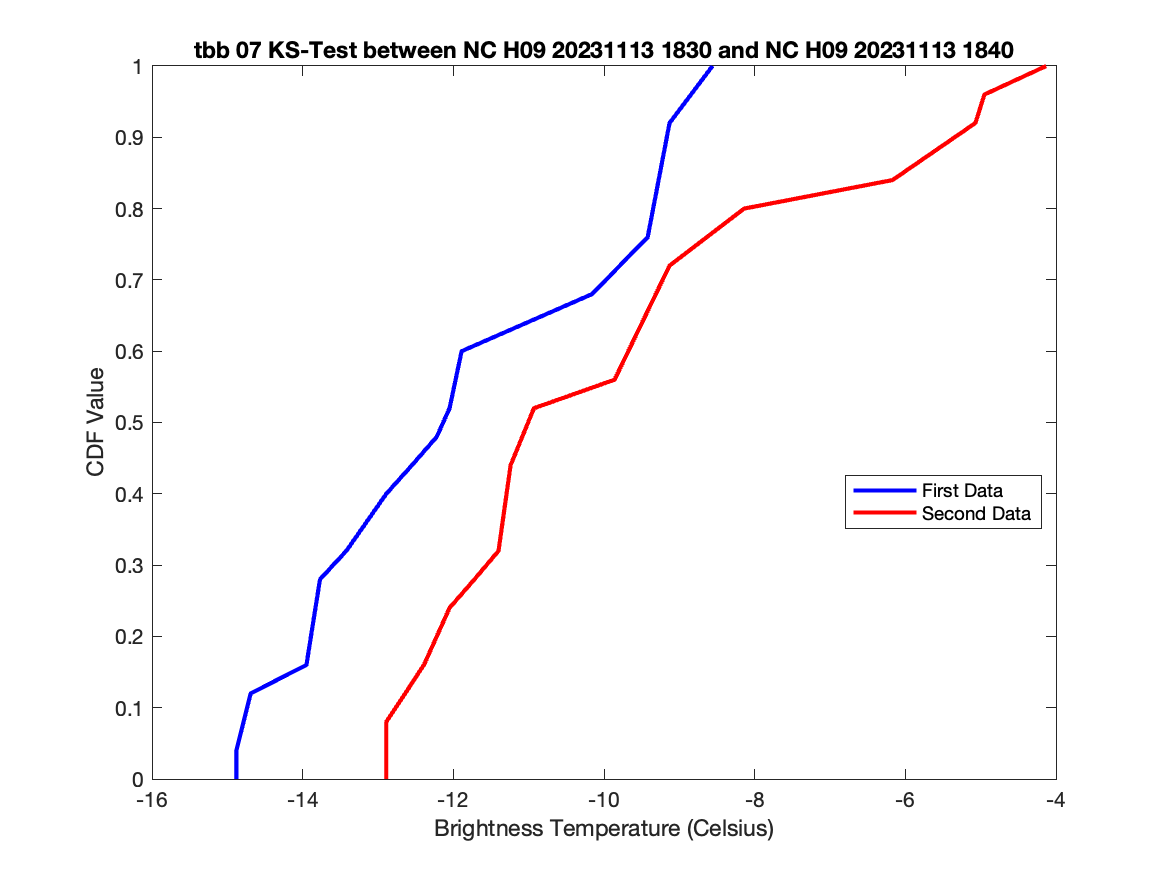 tbb 07 KS-Test between NC H09 20231113 1830 and NC H09 20231113 1840
1
0.9
0.8
0.7
0.6
0.5
0.4
0.3
0.2
0.1
0
CDF Value
First Data
Second Data
-16 -14 -12 -10 -8 -6 -4
Brightness Temperature (Celsius)